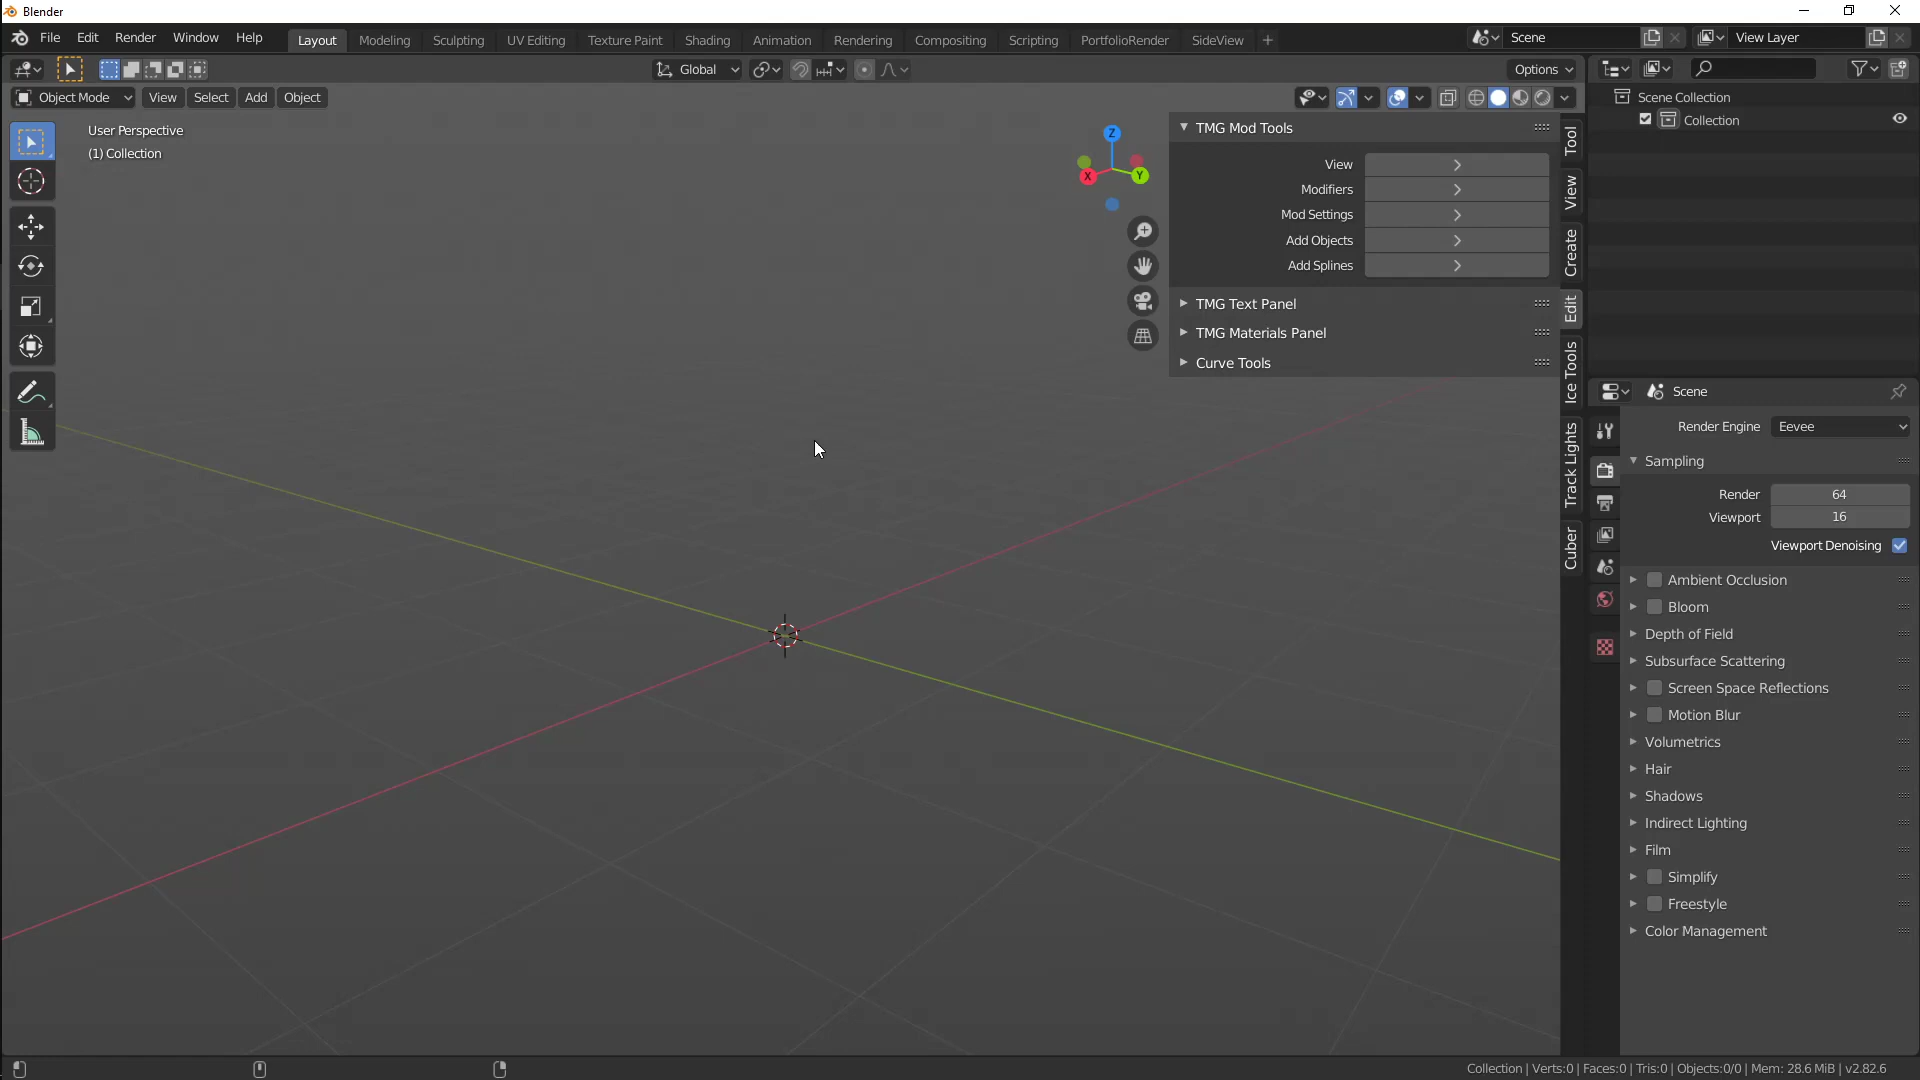 Blender
File Edit Render Window Help Layout Modeling Sculpting UV Editing Texture Paint Shading Animation Rendering Compositing Scripting PortfolioRender SideView + Scene View Layer
Global Options
Object Mode View Select Add Object
User Perspective
(1) Collection
Z
X
Y
TMG Mod Tools
View
Modifiers
Mod Settings
Add Objects
Add Splines
TMG Text Panel
TMG Materials Panel
Curve Tools
Tool
View
Create
Edit
Ice Tools
Track Lights
Cuber
Scene Collection
Collection
Scene
Render Engine Eevee
Sampling
Render 64
Viewport 16
Viewport Denoising
Ambient Occlusion
Bloom
Depth of Field
Subsurface Scattering
Screen Space Reflections
Motion Blur
Volumetrics
Hair
Shadows
Indirect Lighting
Film
Simplify
Freestyle
Color Management
Collection | Verts:0 | Faces:0 | Tris:0 | Objects:0/0 | Mem: 28.6 MiB | v2.82.6